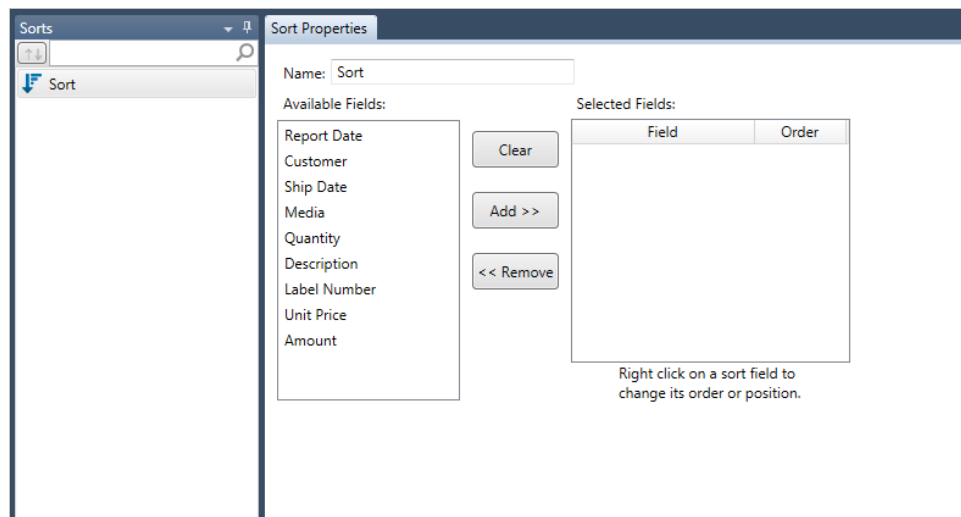 Sorts
Sort
Sort Properties
Name: Sort
Available Fields:
Report Date
Customer
Ship Date
Media
Quantity
Description
Label Number
Unit Price
Amount
Clear
Add >>
<< Remove
Selected Fields:
Field Order
Right click on a sort field to
change its order or position.